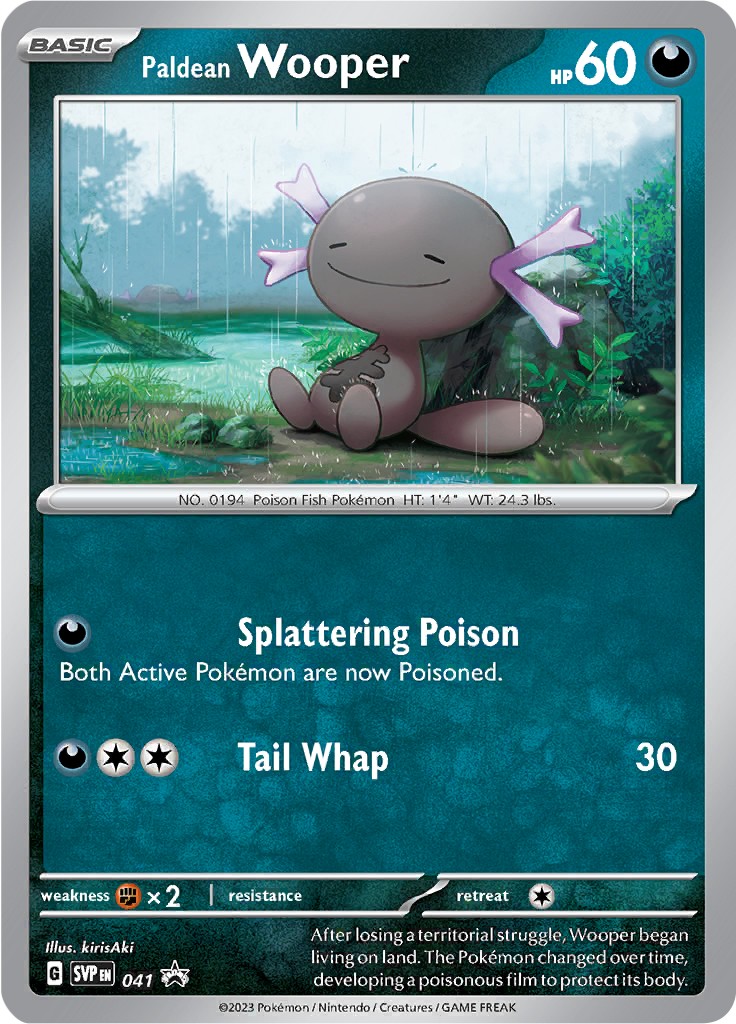 BASIC
Paldean Wooper HP 60
NO. 0194 Poison Fish Pokémon HT: 1'4" WT: 24.3 lbs.
Splattering Poison
Both Active Pokémon are now Poisoned.
Tail Whap 30
weakness ×2 resistance retreat
Illus. kirisAki
G SVP EN 041 PROMO
After losing a territorial struggle, Wooper began
living on land. The Pokémon changed over time,
developing a poisonous film to protect its body.
©2023 Pokémon / Nintendo / Creatures / GAME FREAK